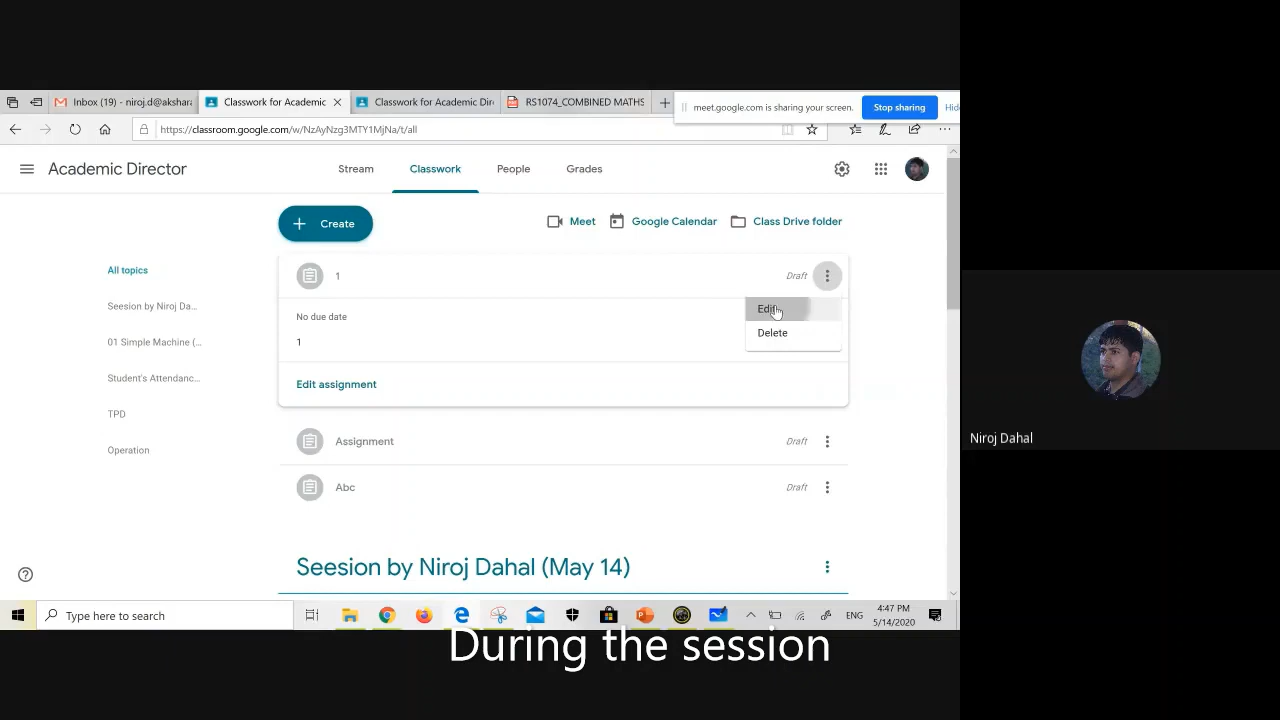 Inbox (19) - niroj.d@akshara
Classwork for Academic
Classwork for Academic Dir
RS1074_COMBINED MATHS
meet.google.com is sharing your screen.
Stop sharing
Hide
https://classroom.google.com/w/NzAyNzg3MTY1MjNa/t/all
Academic Director
Stream
Classwork
People
Grades
Create
Meet
Google Calendar
Class Drive folder
All topics
Seesion by Niroj Da...
01 Simple Machine (...
Student's Attendanc...
TPD
Operation
1
Draft
Edit
Delete
No due date
1
Edit assignment
Assignment
Draft
Abc
Draft
Seesion by Niroj Dahal (May 14)
Niroj Dahal
Type here to search
ENG
4:47 PM
5/14/2020
During the session